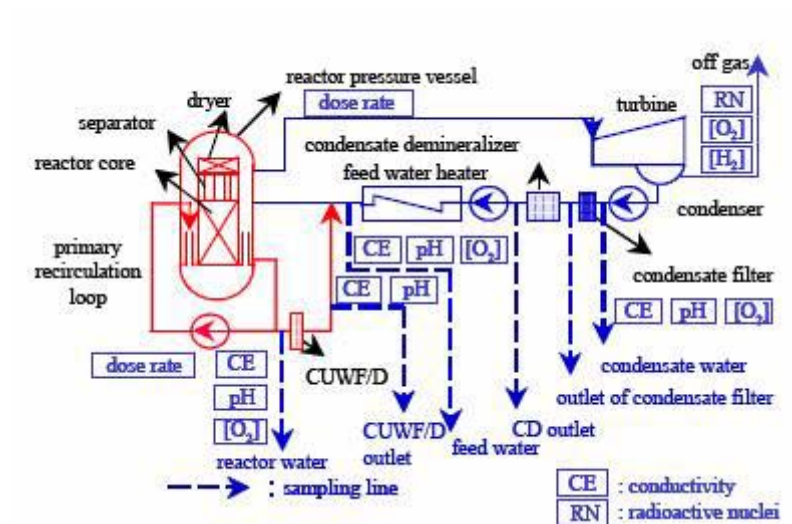 off gas
reactor pressure vessel
dryer
dose rate
turbine
RN
separator
[O₂]
condensate demineralizer
reactor core
feed water heater
[H₂]
condenser
primary
recirculation
loop
CE pH [O₂]
condensate filter
CE pH
CE pH [O₂]
dose rate
CE
CUWF/D
condensate water
pH
outlet of condensate filter
[O₂]
CUWF/D
outlet
CD outlet
feed water
reactor water
: sampling line
CE : conductivity
RN : radioactive nuclei